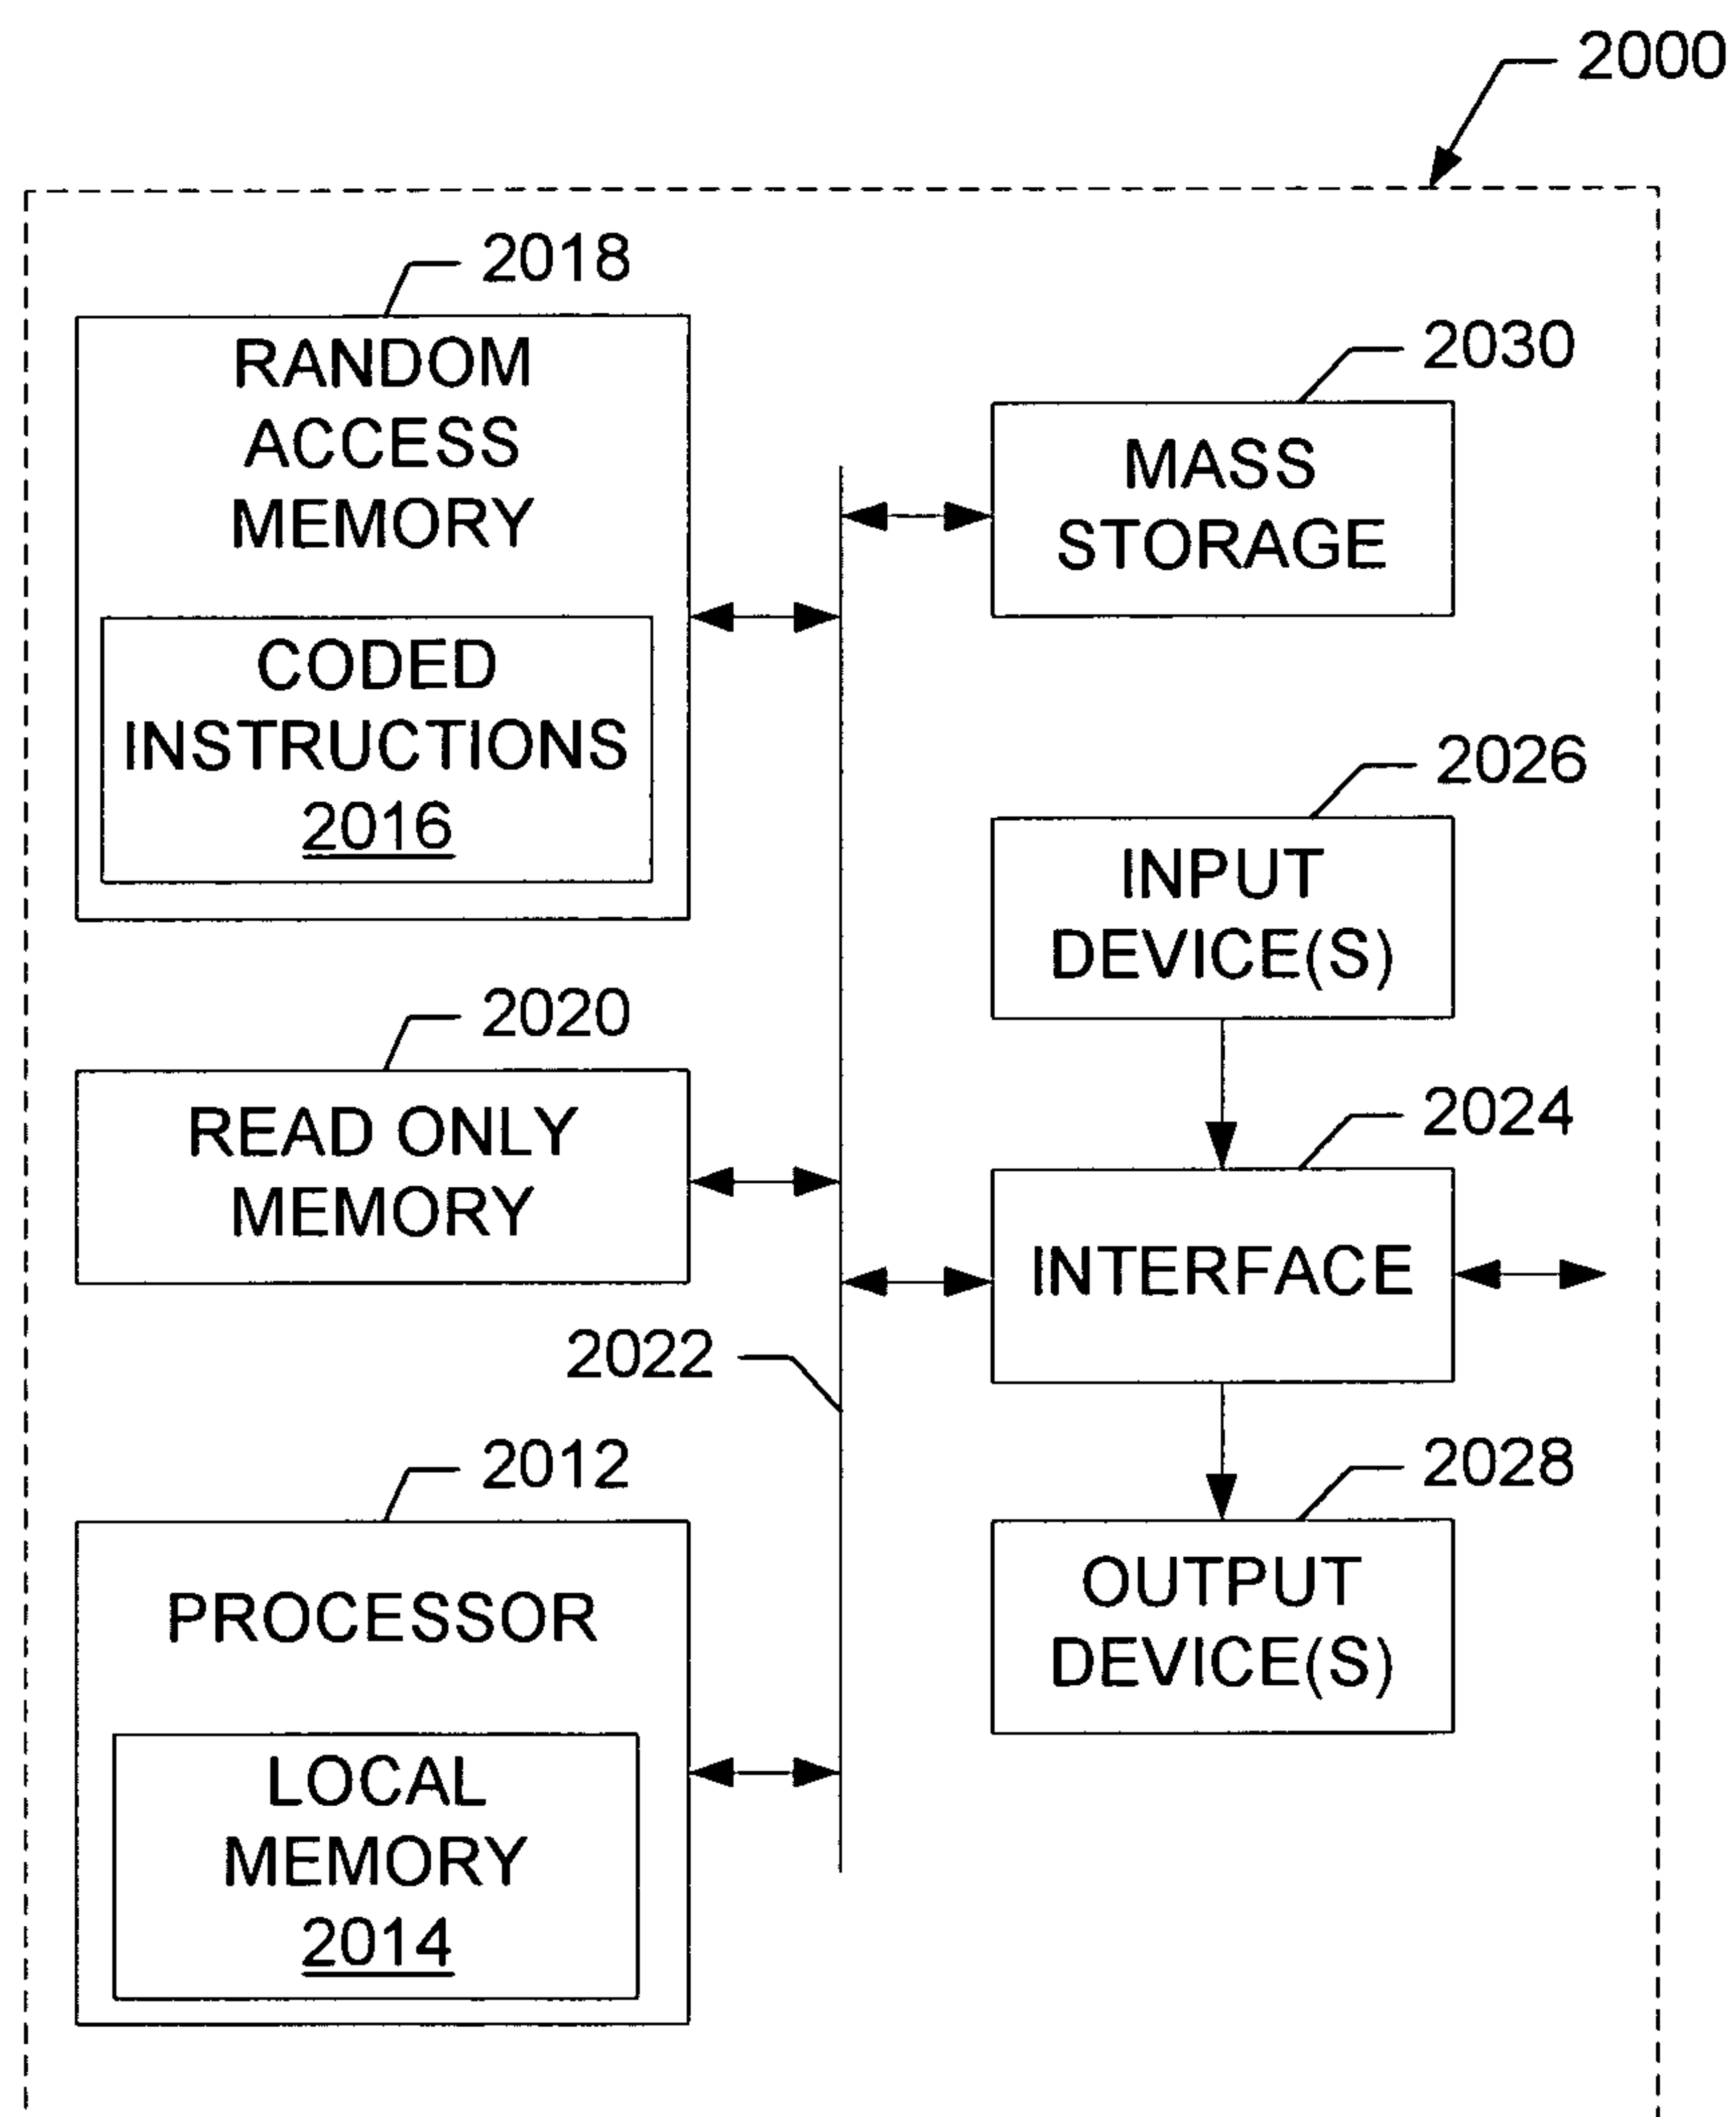 2000
2018
RANDOM
ACCESS
MEMORY
CODED
INSTRUCTIONS
2016
2030
MASS
STORAGE
2026
INPUT
DEVICE(S)
2020
READ ONLY
MEMORY
2024
INTERFACE
2022
2012
PROCESSOR
LOCAL
MEMORY
2014
2028
OUTPUT
DEVICE(S)